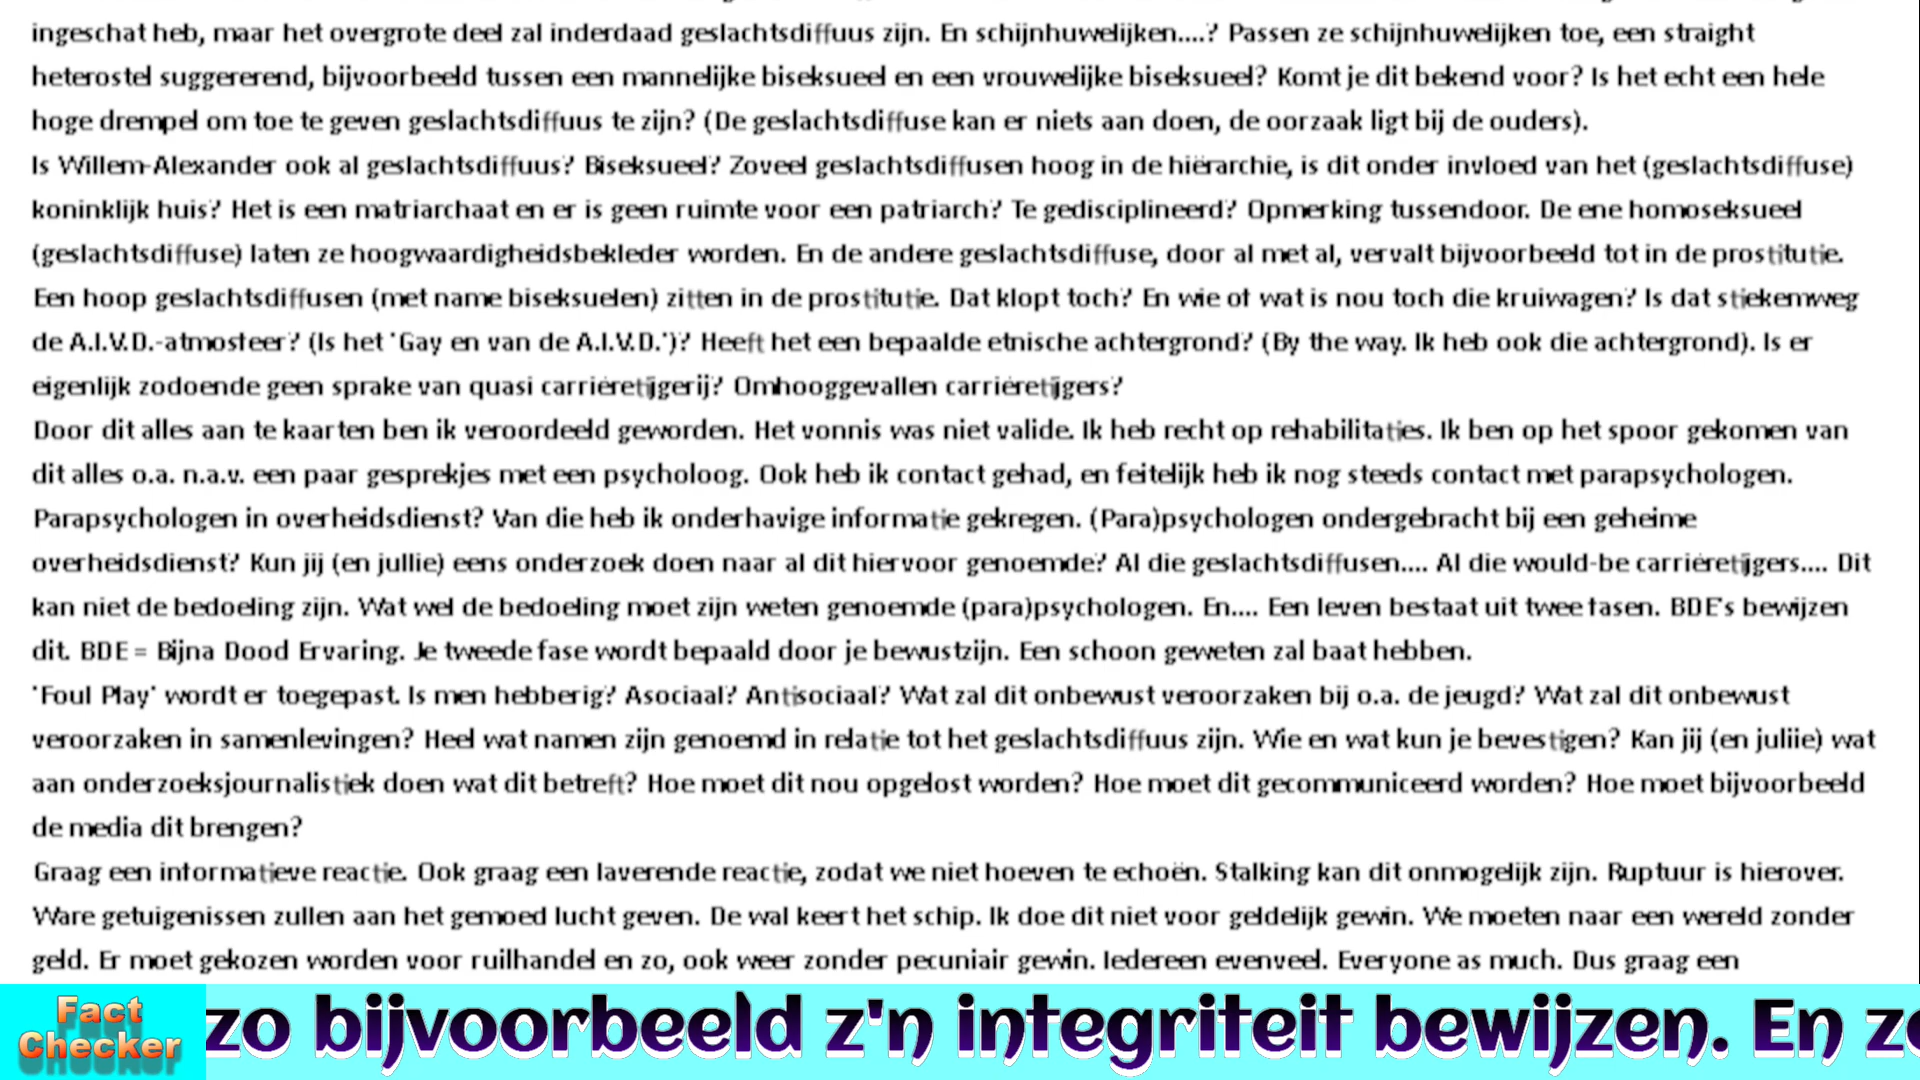 ingeschat heb, maar het overgrote deel zal inderdaad geslachtsdiffuus zijn. En schijnhuwelijken....? Passen ze schijnhuwelijken toe, een straight
heterostel suggererend, bijvoorbeeld tussen een mannelijke biseksueel en een vrouwelijke biseksueel? Komt je dit bekend voor? Is het echt een hele
hoge drempel om toe te geven geslachtsdiffuus te zijn? (De geslachtsdiffuse kan er niets aan doen, de oorzaak ligt bij de ouders).
Is Willem-Alexander ook al geslachtsdiffuus? Biseksueel? Zoveel geslachtsdiffusen hoog in de hiërarchie, is dit onder invloed van het (geslachtsdiffuse)
koninklijk huis? Het is een matriarchaat en er is geen ruimte voor een patriarch? Te gedisciplineerd? Opmerking tussendoor. De ene homoseksueel
(geslachtsdiffuse) laten ze hoogwaardigheidsbekleder worden. En de andere geslachtsdiffuse, door al met al, vervalt bijvoorbeeld tot in de prostitutie.
Een hoop geslachtsdiffusen (met name biseksuelen) zitten in de prostitutie. Dat klopt toch? En wie of wat is nou toch die kruiwagen? Is dat stiekemweg
de A.I.V.D.-atmosfeer? (Is het 'Gay en van de A.I.V.D.')? Heeft het een bepaalde etnische achtergrond? (By the way. Ik heb ook die achtergrond). Is er
eigenlijk zodoende geen sprake van quasi carrièretijgerij? Omhooggevallen carrièretijgers?
Door dit alles aan te kaarten ben ik veroordeeld geworden. Het vonnis was niet valide. Ik heb recht op rehabilitaties. Ik ben op het spoor gekomen van
dit alles o.a. n.a.v. een paar gesprekjes met een psycholoog. Ook heb ik contact gehad, en feitelijk heb ik nog steeds contact met parapsychologen.
Parapsychologen in overheidsdienst? Van die heb ik onderhavige informatie gekregen. (Para)psychologen ondergebracht bij een geheime
overheidsdienst? Kun jij (en jullie) eens onderzoek doen naar al dit hiervoor genoemde? Al die geslachtsdiffusen.... Al die would-be carrièretijgers.... Dit
kan niet de bedoeling zijn. Wat wel de bedoeling moet zijn weten genoemde (para)psychologen. En.... Een leven bestaat uit twee fasen. BDE's bewijzen
dit. BDE = Bijna Dood Ervaring. Je tweede fase wordt bepaald door je bewustzijn. Een schoon geweten zal baat hebben.
'Foul Play' wordt er toegepast. Is men hebberig? Asociaal? Antisociaal? Wat zal dit onbewust veroorzaken bij o.a. de jeugd? Wat zal dit onbewust
veroorzaken in samenlevingen? Heel wat namen zijn genoemd in relatie tot het geslachtsdiffuus zijn. Wie en wat kun je bevestigen? Kan jij (en juliie) wat
aan onderzoeksjournalistiek doen wat dit betreft? Hoe moet dit nou opgelost worden? Hoe moet dit gecommuniceerd worden? Hoe moet bijvoorbeeld
de media dit brengen?
Graag een informatieve reactie. Ook graag een laverende reactie, zodat we niet hoeven te echoën. Stalking kan dit onmogelijk zijn. Ruptuur is hierover.
Ware getuigenissen zullen aan het gemoed lucht geven. De wal keert het schip. Ik doe dit niet voor geldelijk gewin. We moeten naar een wereld zonder
geld. Er moet gekozen worden voor ruilhandel en zo, ook weer zonder pecuniair gewin. Iedereen evenveel. Everyone as much. Dus graag een
Fact
Checker
zo bijvoorbeeld z'n integriteit bewijzen. En